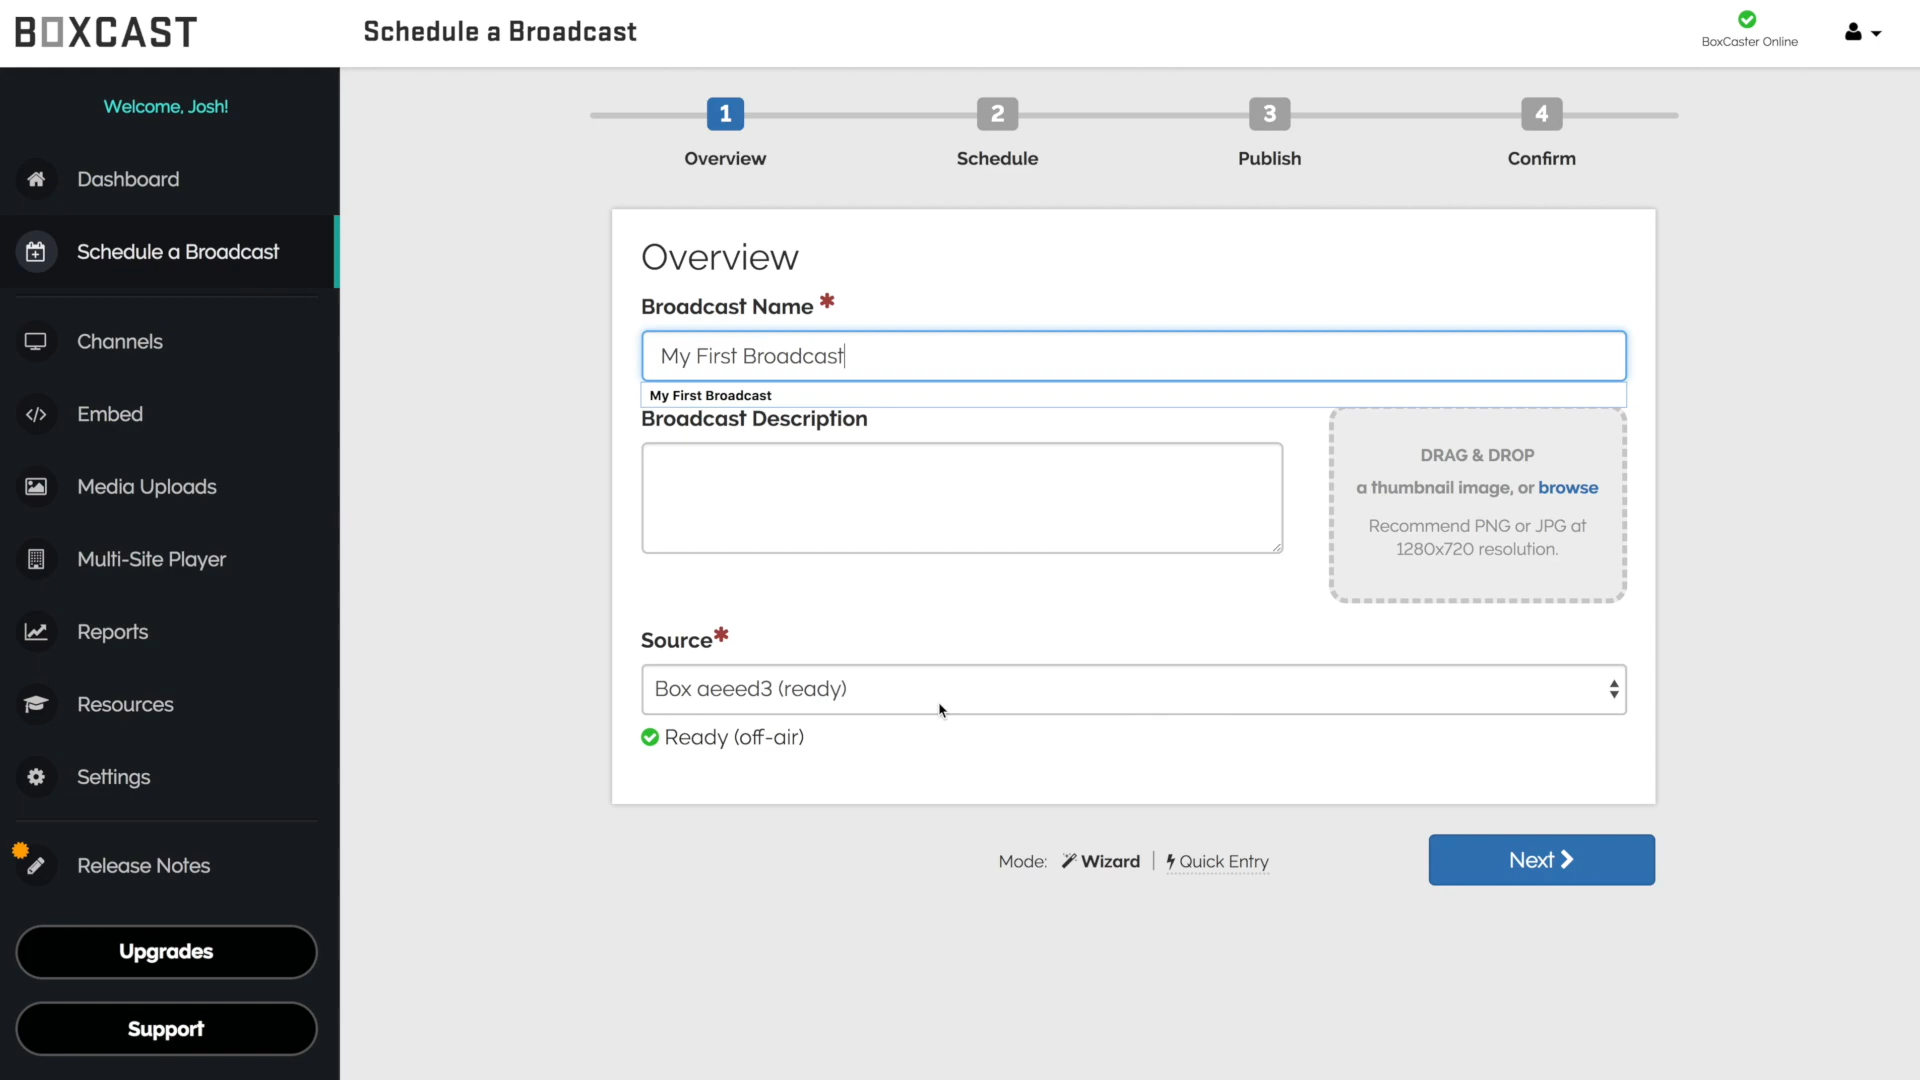 BOXCAST
Schedule a Broadcast
BoxCaster Online
Welcome, Josh!
Dashboard
Schedule a Broadcast
Channels
Embed
Media Uploads
Multi-Site Player
Reports
Resources
Settings
Release Notes
Upgrades
Support
1
2
3
4
Overview
Schedule
Publish
Confirm
Overview
Broadcast Name *
My First Broadcast
My First Broadcast
Broadcast Description
DRAG & DROP
a thumbnail image, or browse
Recommend PNG or JPG at
1280x720 resolution.
Source*
Box aeeed3 (ready)
Ready (off-air)
Mode: Wizard | Quick Entry
Next